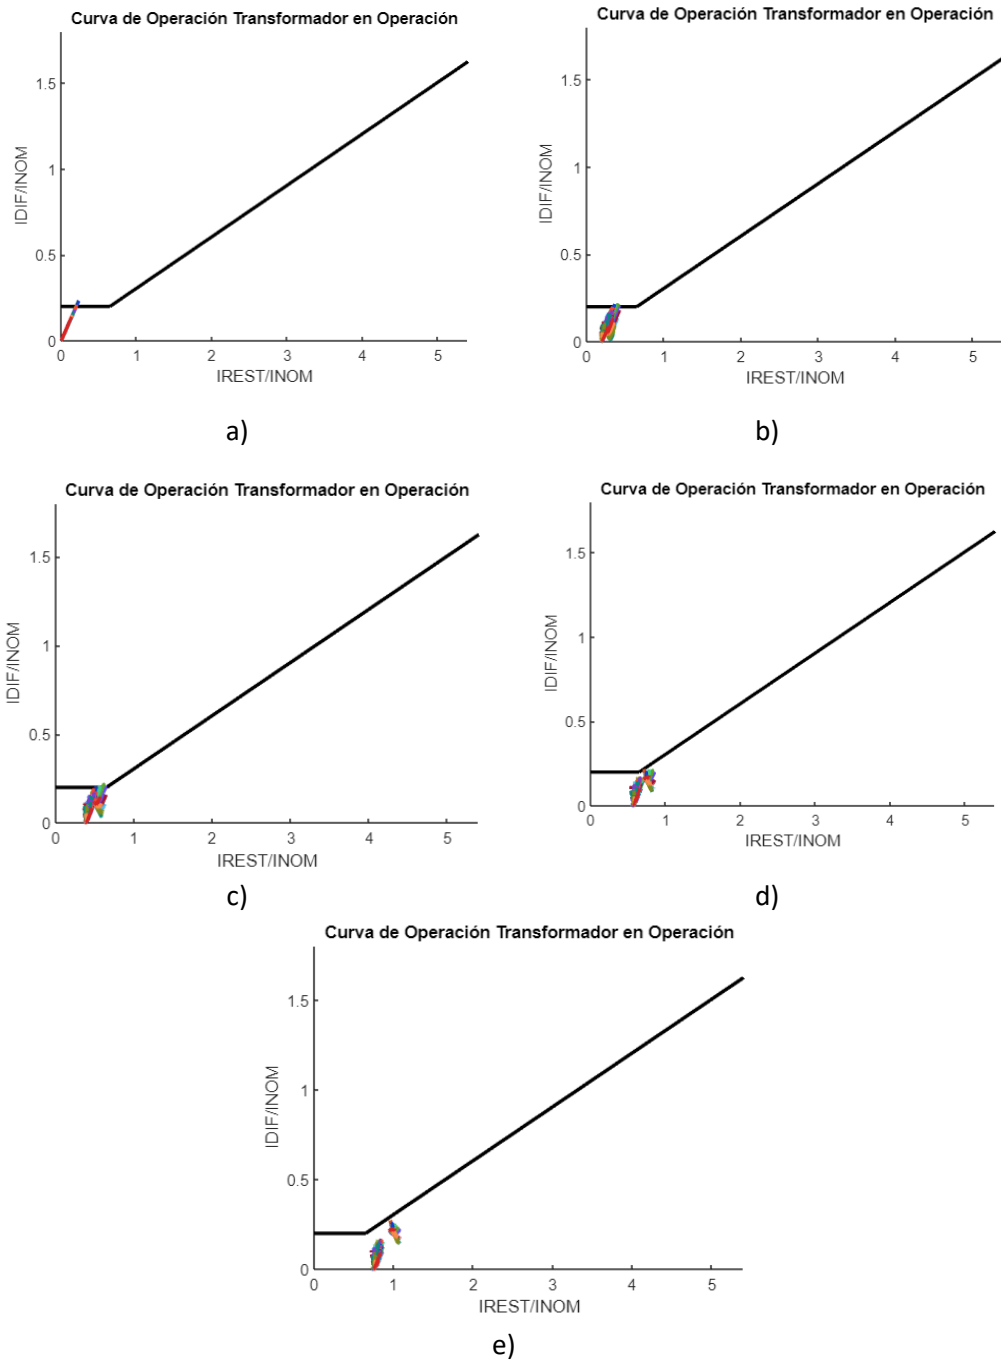 Curva de Operación Transformador en Operación
1.5
1
0.5
0
IDIF/INOM
0 1 2 3 4 5
IREST/INOM
a)
Curva de Operación Transformador en Operación
1.5
1
0.5
0
IDIF/INOM
0 1 2 3 4 5
IREST/INOM
b)
Curva de Operación Transformador en Operación
1.5
1
0.5
0
IDIF/INOM
0 1 2 3 4 5
IREST/INOM
c)
Curva de Operación Transformador en Operación
1.5
1
0.5
0
IDIF/INOM
0 1 2 3 4 5
IREST/INOM
d)
Curva de Operación Transformador en Operación
1.5
1
0.5
0
IDIF/INOM
0 1 2 3 4 5
IREST/INOM
e)